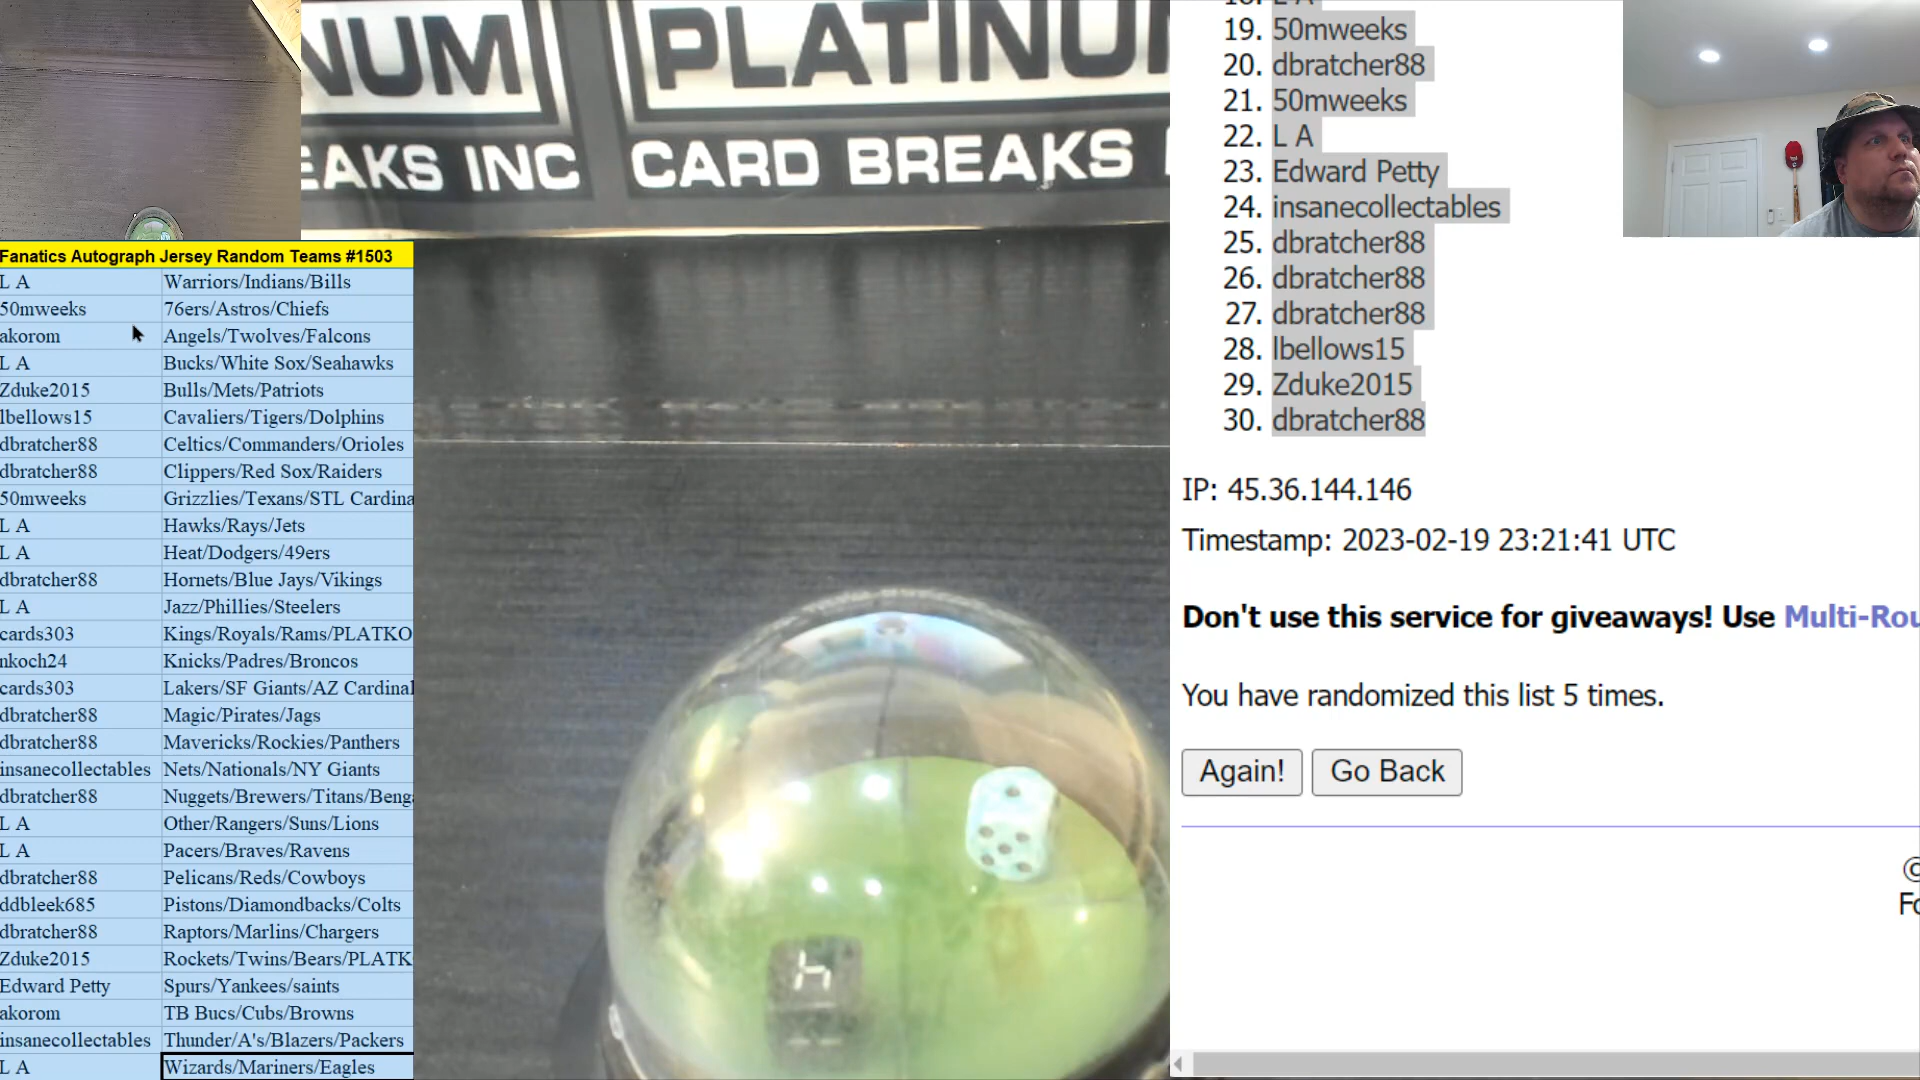 NUM PLATINUM
EAKS INC CARD BREAKS
Fanatics Autograph Jersey Random Teams #1503
L A Warriors/Indians/Bills
50mweeks 76ers/Astros/Chiefs
akorom Angels/Twolves/Falcons
L A Bucks/White Sox/Seahawks
Zduke2015 Bulls/Mets/Patriots
lbellows15 Cavaliers/Tigers/Dolphins
dbratcher88 Celtics/Commanders/Orioles
dbratcher88 Clippers/Red Sox/Raiders
50mweeks Grizzlies/Texans/STL Cardina
L A Hawks/Rays/Jets
L A Heat/Dodgers/49ers
dbratcher88 Hornets/Blue Jays/Vikings
L A Jazz/Phillies/Steelers
cards303 Kings/Royals/Rams/PLATKO
nkoch24 Knicks/Padres/Broncos
cards303 Lakers/SF Giants/AZ Cardinal
dbratcher88 Magic/Pirates/Jags
dbratcher88 Mavericks/Rockies/Panthers
insanecollectables Nets/Nationals/NY Giants
dbratcher88 Nuggets/Brewers/Titans/Beng
L A Other/Rangers/Suns/Lions
L A Pacers/Braves/Ravens
dbratcher88 Pelicans/Reds/Cowboys
ddbleek685 Pistons/Diamondbacks/Colts
dbratcher88 Raptors/Marlins/Chargers
Zduke2015 Rockets/Twins/Bears/PLATK
Edward Petty Spurs/Yankees/saints
akorom TB Bucs/Cubs/Browns
insanecollectables Thunder/A's/Blazers/Packers
L A Wizards/Mariners/Eagles
4
18. L A
19. 50mweeks
20. dbratcher88
21. 50mweeks
22. L A
23. Edward Petty
24. insanecollectables
25. dbratcher88
26. dbratcher88
27. dbratcher88
28. lbellows15
29. Zduke2015
30. dbratcher88
IP: 45.36.144.146
Timestamp: 2023-02-19 23:21:41 UTC
Don't use this service for giveaways! Use Multi-Rou
You have randomized this list 5 times.
Again! Go Back
©
Fo